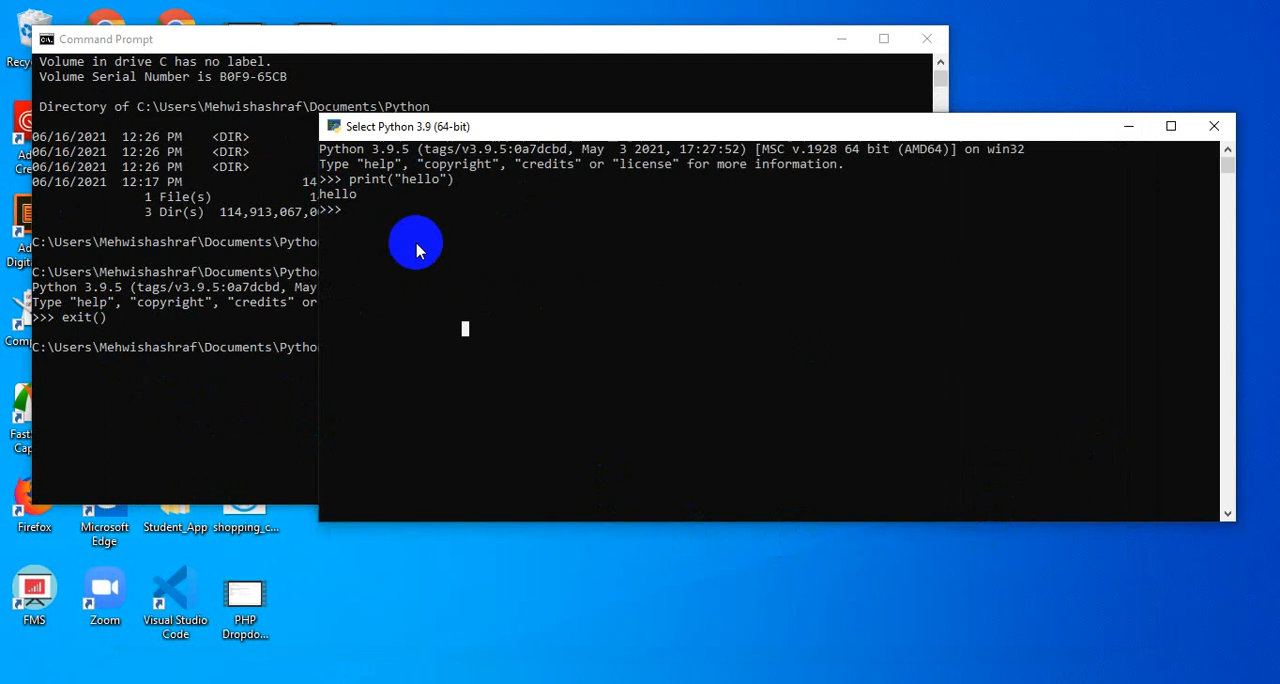 Command Prompt
Volume in drive C has no label.
Volume Serial Number is B0F9-65CB
Directory of C:\Users\Mehwishashraf\Documents\Python
06/16/2021  12:26 PM    <DIR>
06/16/2021  12:26 PM    <DIR>
06/16/2021  12:26 PM    <DIR>
06/16/2021  12:17 PM                14
1 File(s)              1
3 Dir(s)  114,913,067,0
C:\Users\Mehwishashraf\Documents\Pytho
C:\Users\Mehwishashraf\Documents\Pytho
Python 3.9.5 (tags/v3.9.5:0a7dcbd, May
Type "help", "copyright", "credits" or
>>> exit()
C:\Users\Mehwishashraf\Documents\Pytho
Select Python 3.9 (64-bit)
Python 3.9.5 (tags/v3.9.5:0a7dcbd, May  3 2021, 17:27:52) [MSC v.1928 64 bit (AMD64)] on win32
Type "help", "copyright", "credits" or "license" for more information.
>>> print("hello")
hello
>>>
Recy
Ad
Cre
Ad
Digit
Comp
Fast
Cap
Firefox
Microsoft
Edge
Student_App
shopping_c...
FMS
Zoom
Visual Studio
Code
PHP
Dropdo...